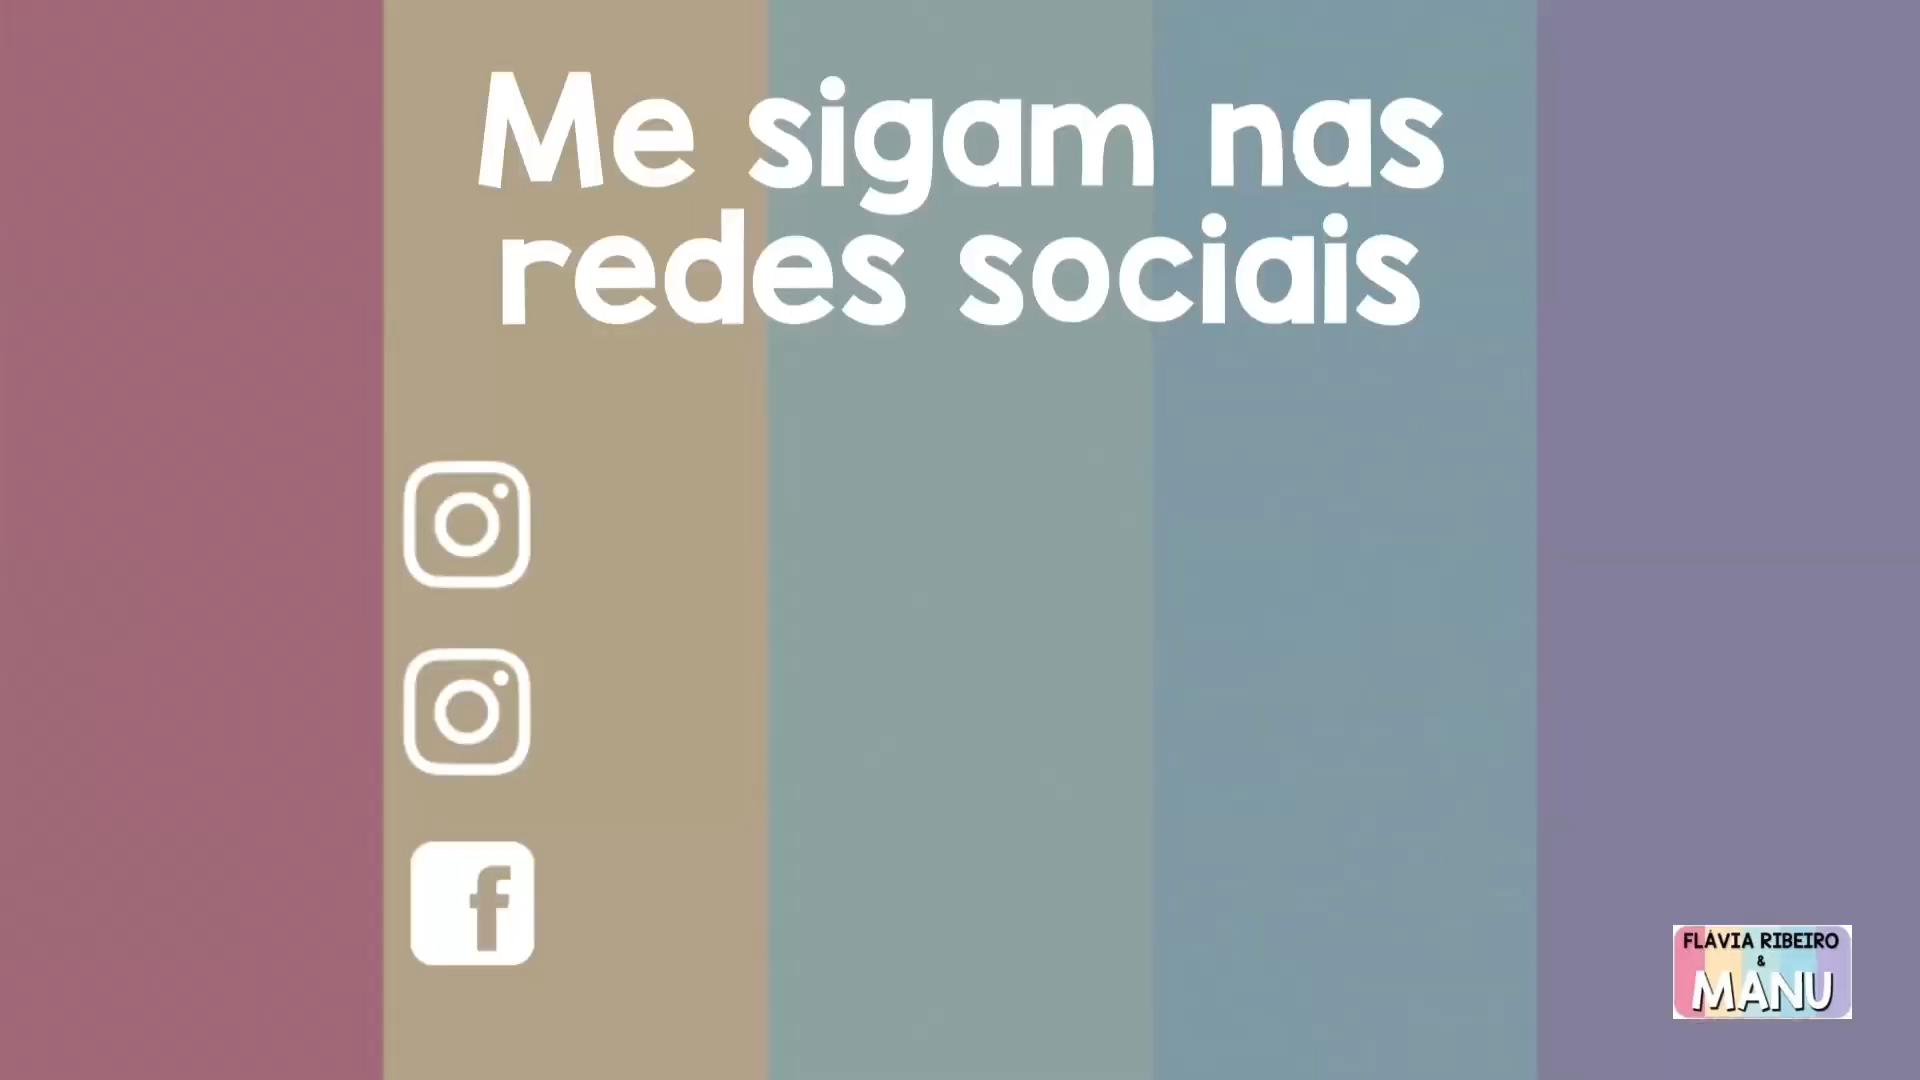 Me sigam nas
redes sociais
f
FLÁVIA RIBEIRO
&
MANU